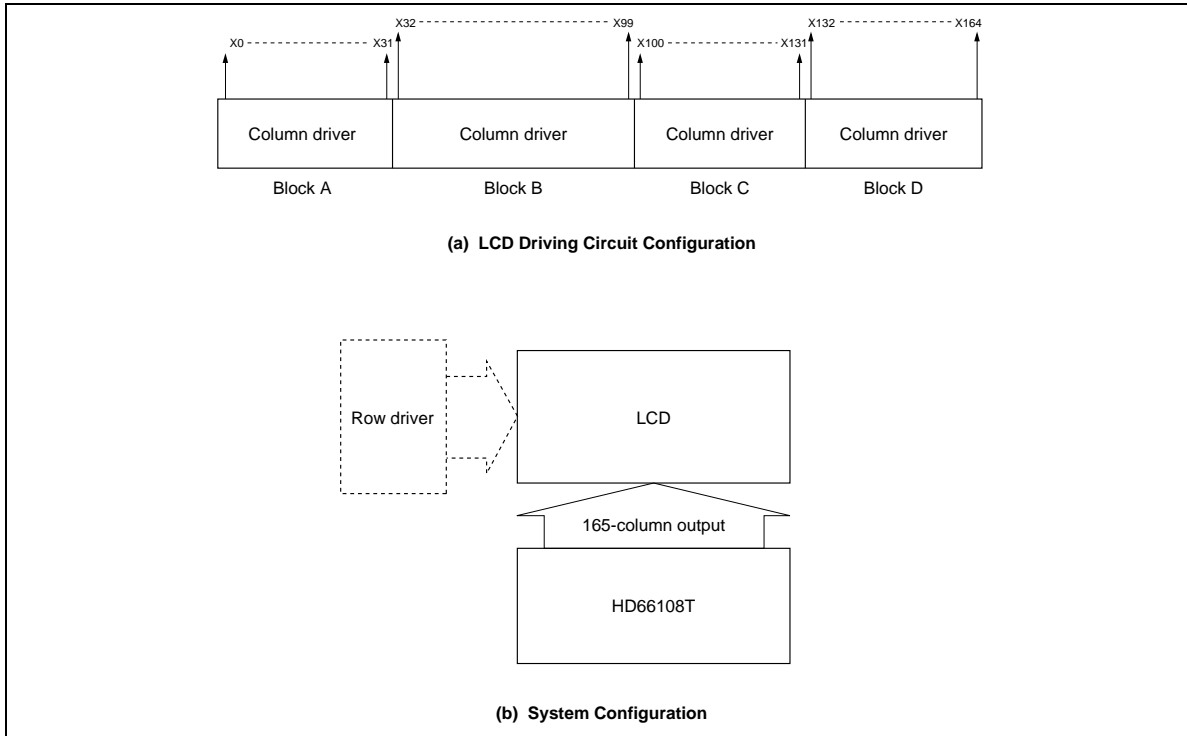 X32 X99 X132 X164
X0 X31 X100 X131
Column driver Column driver Column driver Column driver
Block A Block B Block C Block D
(a) LCD Driving Circuit Configuration
Row driver LCD
165-column output
HD66108T
(b) System Configuration